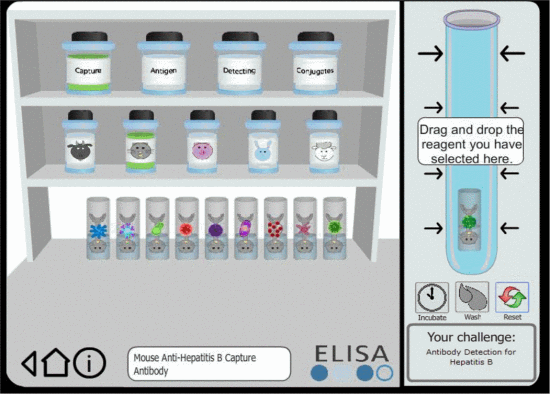 Capture
Antigen
Detecting
Conjugates
Drag and drop the
reagent you have
selected here.
Incubate
Wash
Reset
Your challenge:
Antibody Detection for
Hepatitis B
Mouse Anti-Hepatitis B Capture
Antibody
ELISA
i